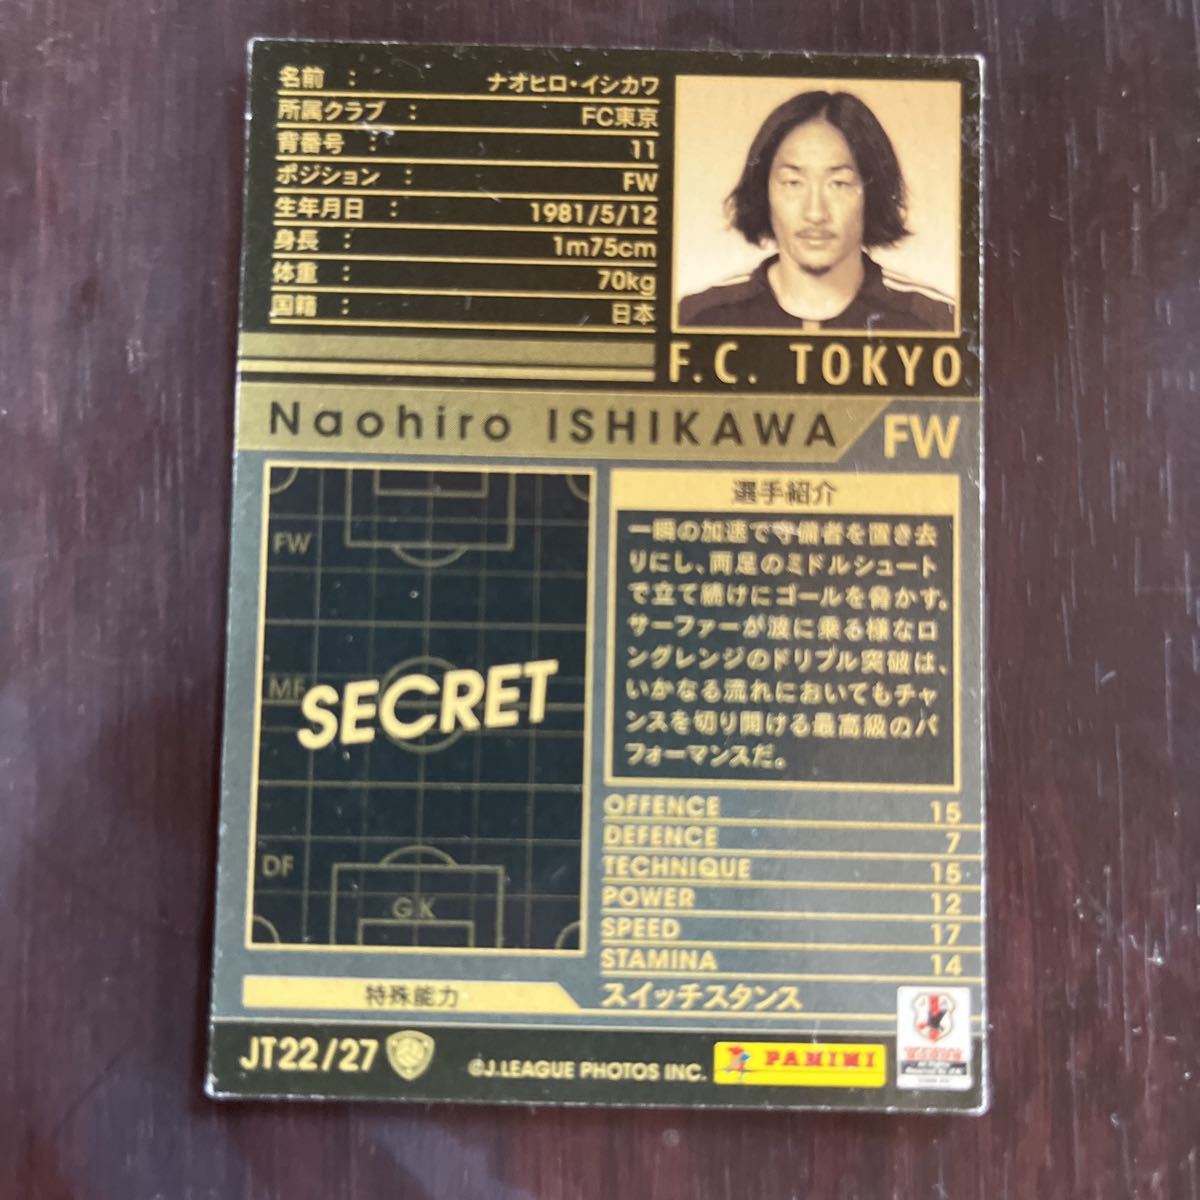 名前 : ナオヒロ・イシカワ
所属クラブ : FC東京
背番号 : 11
ポジション : FW
生年月日 : 1981/5/12
身長 : 1m75cm
体重 : 70kg
国籍 : 日本
F.C. TOKYO
Naohiro ISHIKAWA FW
FW
MF
SECRET
DF
GK
選手紹介
一瞬の加速で守備者を置き去
りにし、両足のミドルシュート
で立て続けにゴールを脅かす。
サーファーが波に乗る様なロ
ングレンジのドリブル突破は、
いかなる流れにおいてもチャ
ンスを切り開ける最高級のパ
フォーマンスだ。
OFFENCE 15
DEFENCE 7
TECHNIQUE 15
POWER 12
SPEED 17
STAMINA 14
特殊能力 スイッチスタンス
JT22/27
©J.LEAGUE PHOTOS INC.
PANINI